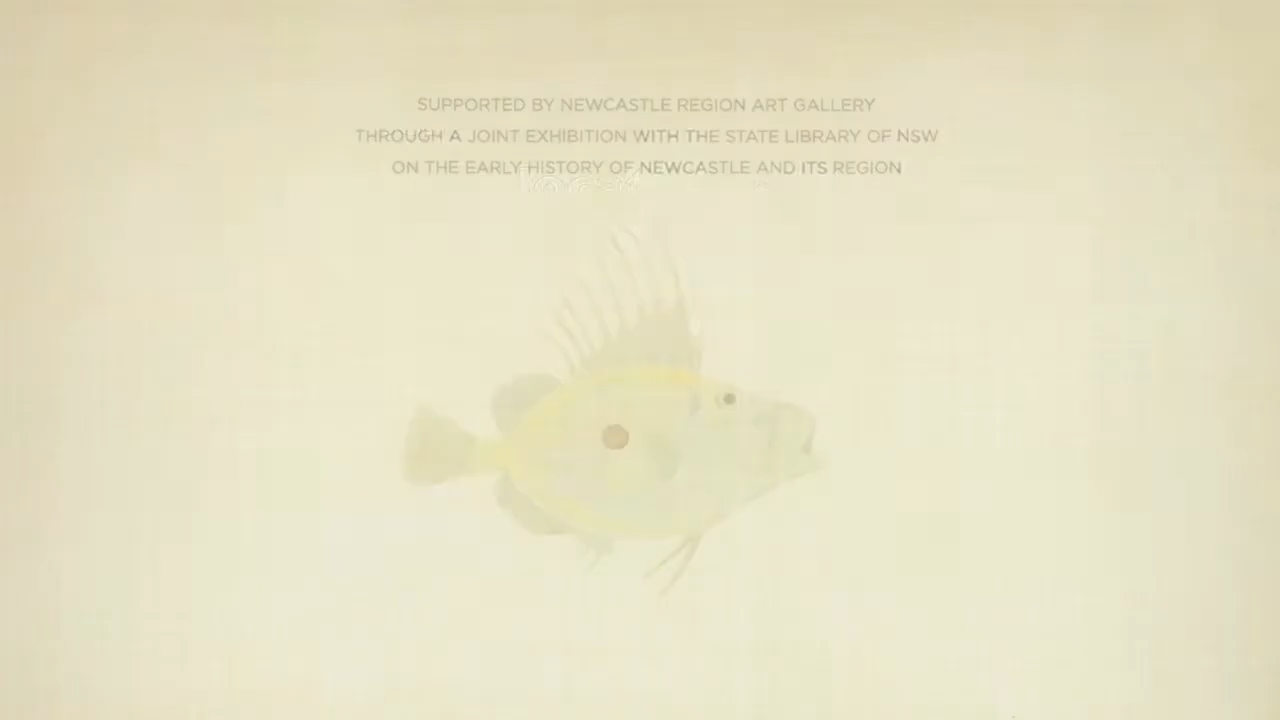 SUPPORTED BY NEWCASTLE REGION ART GALLERY
THROUGH A JOINT EXHIBITION WITH THE STATE LIBRARY OF NSW
ON THE EARLY HISTORY OF NEWCASTLE AND ITS REGION